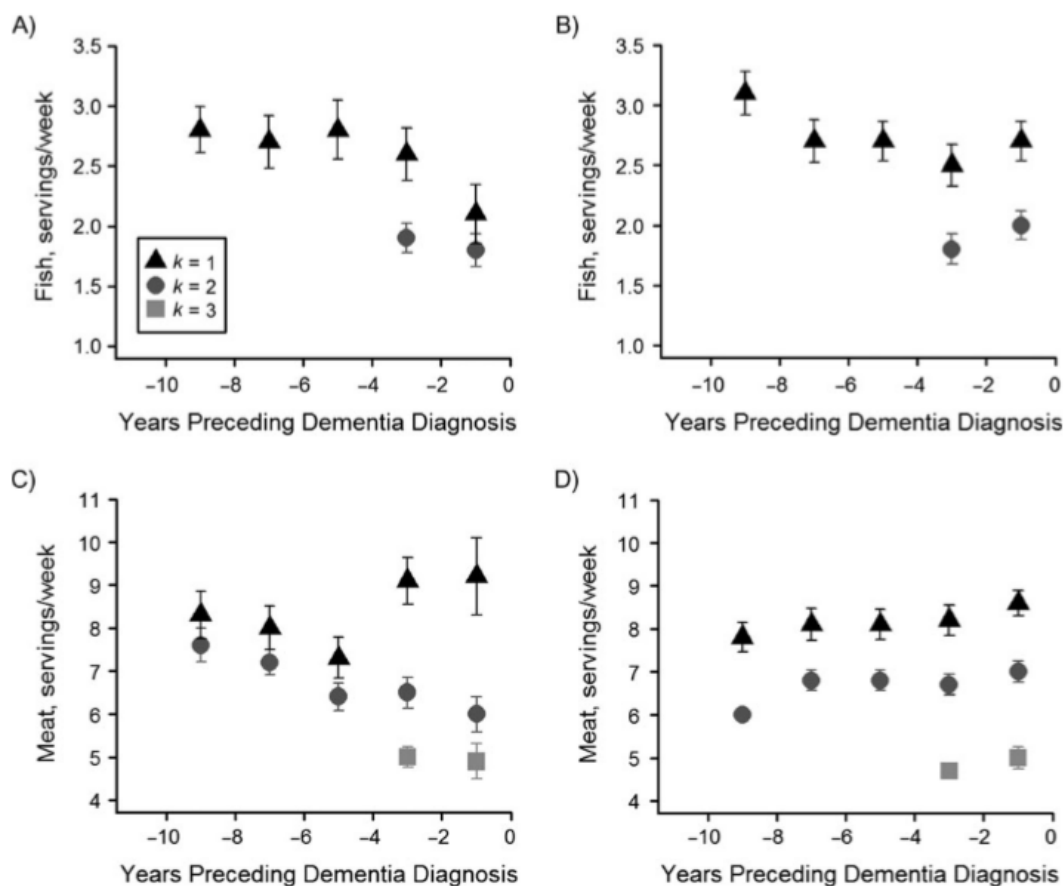 A)
Fish, servings/week
3.5
3.0
2.5
2.0
1.5
1.0
k = 1
k = 2
k = 3
−10 −8 −6 −4 −2 0
Years Preceding Dementia Diagnosis
B)
Fish, servings/week
3.5
3.0
2.5
2.0
1.5
1.0
−10 −8 −6 −4 −2 0
Years Preceding Dementia Diagnosis
C)
Meat, servings/week
11
10
9
8
7
6
5
4
−10 −8 −6 −4 −2 0
Years Preceding Dementia Diagnosis
D)
Meat, servings/week
11
10
9
8
7
6
5
4
−10 −8 −6 −4 −2 0
Years Preceding Dementia Diagnosis